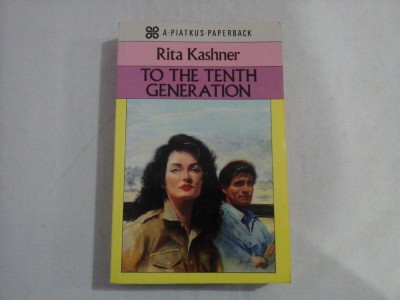 A·PIATKUS·PAPERBACK
Rita Kashner
TO THE TENTH
GENERATION